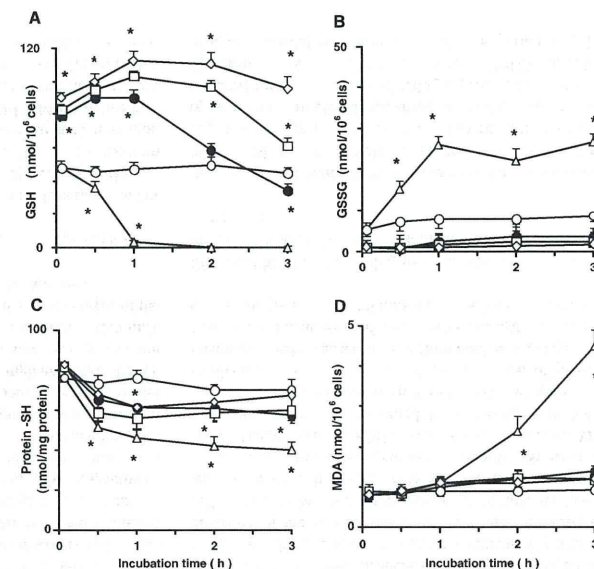 A
120
GSH (nmol/10⁶ cells)
0
0 1 2 3
* * * * *
* * * * *
* *
B
50
GSSG (nmol/10⁶ cells)
0
0 1 2 3
* * * *
C
100
Protein -SH
(nmol/mg protein)
0
0 1 2 3
Incubation time ( h )
*
* * * *
* *
D
5
MDA (nmol/10⁶ cells)
0
0 1 2 3
Incubation time ( h )
*